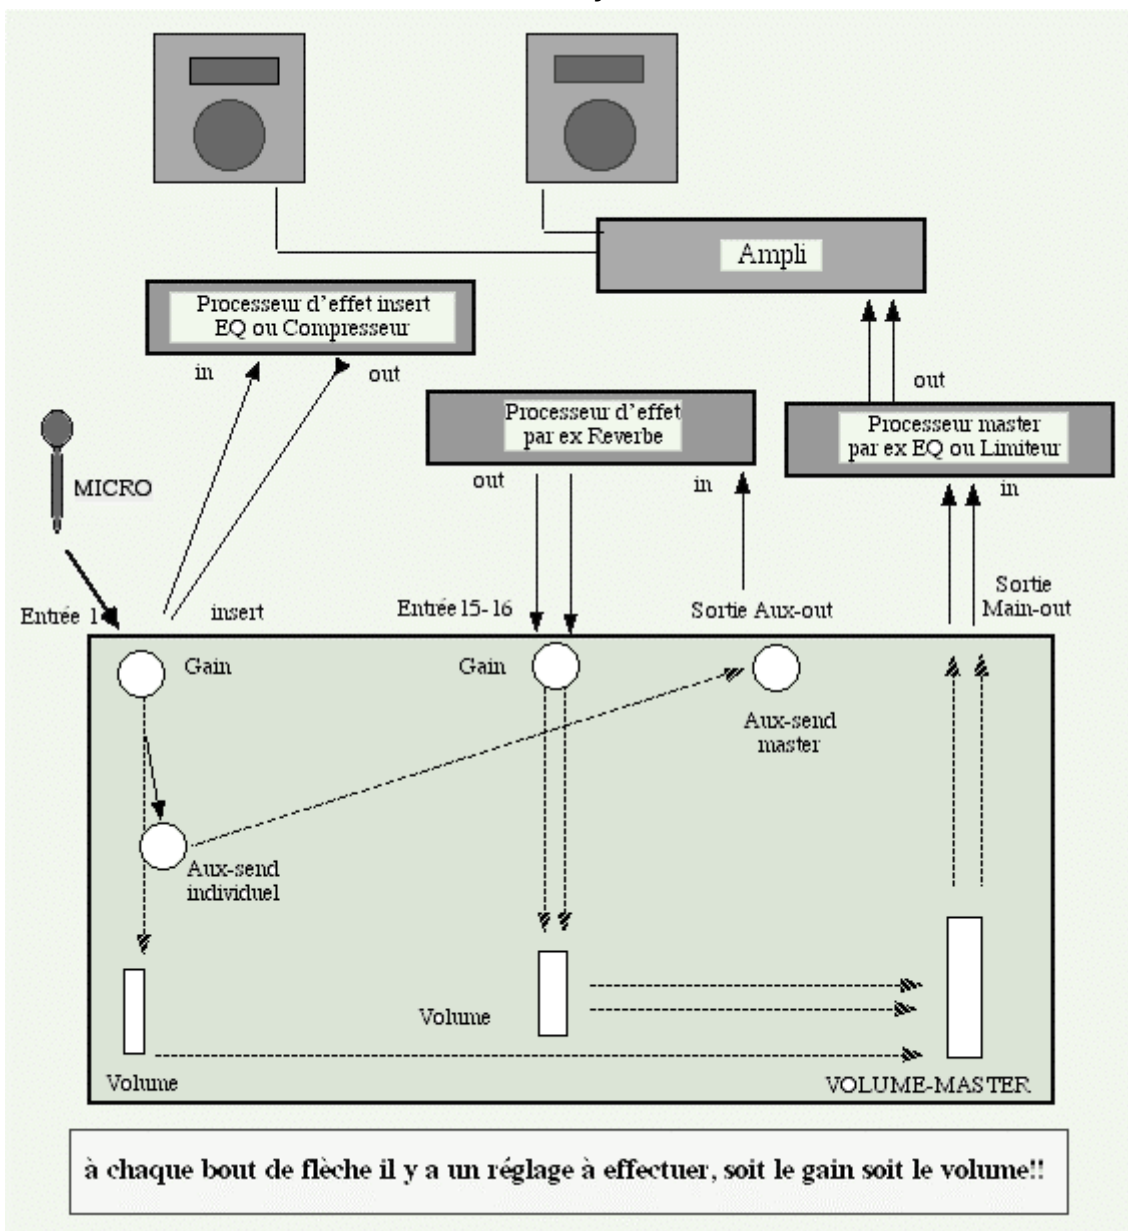 Ampli
Processeur d'effet insert
EQ ou Compresseur
in
out
out
Processeur d'effet
par ex Reverbe
Processeur master
par ex EQ ou Limiteur
out
in
in
MICRO
Entrée 1
insert
Entrée 15-16
Sortie Aux-out
Sortie
Main-out
Gain
Gain
Aux-send
master
Aux-send
individuel
Volume
Volume
VOLUME-MASTER
à chaque bout de flèche il y a un réglage à effectuer, soit le gain soit le volume!!